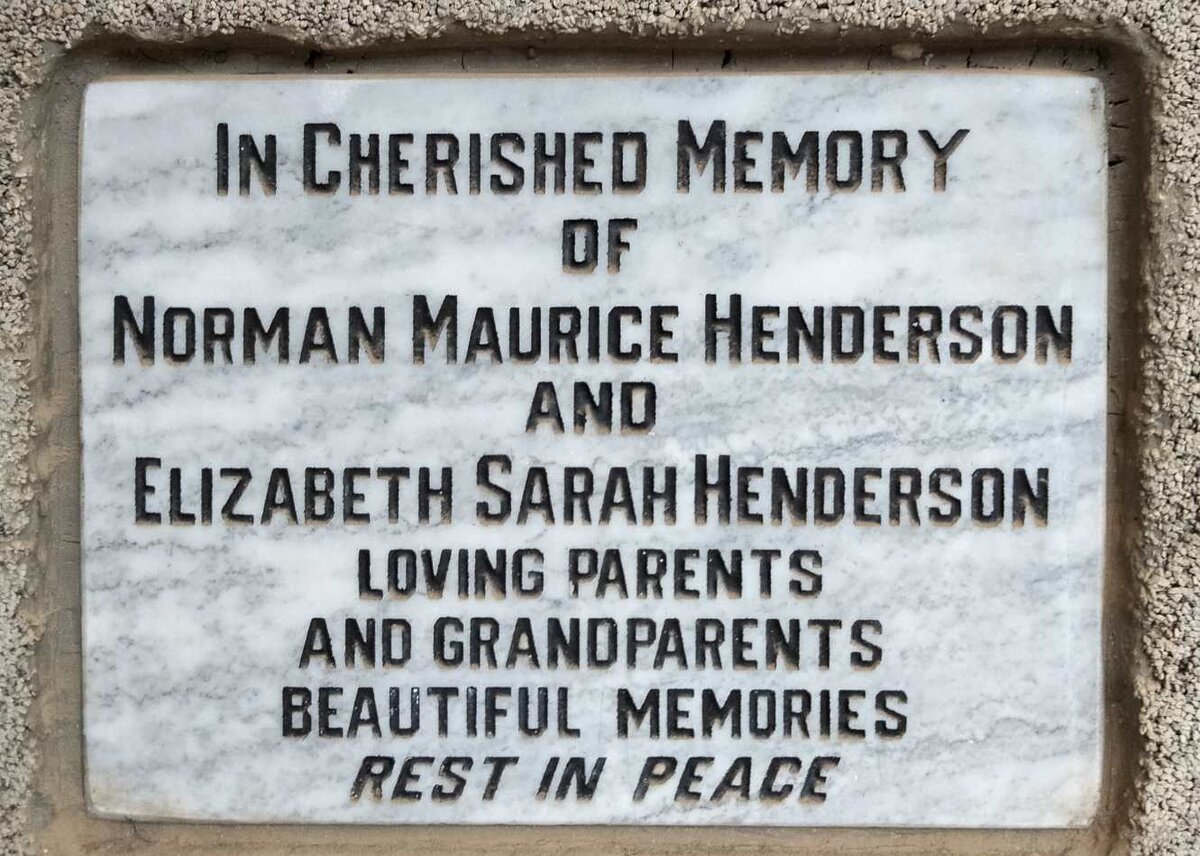 In Cherished Memory
OF
Norman Maurice Henderson
AND
Elizabeth Sarah Henderson
LOVING PARENTS
AND GRANDPARENTS
BEAUTIFUL MEMORIES
REST IN PEACE